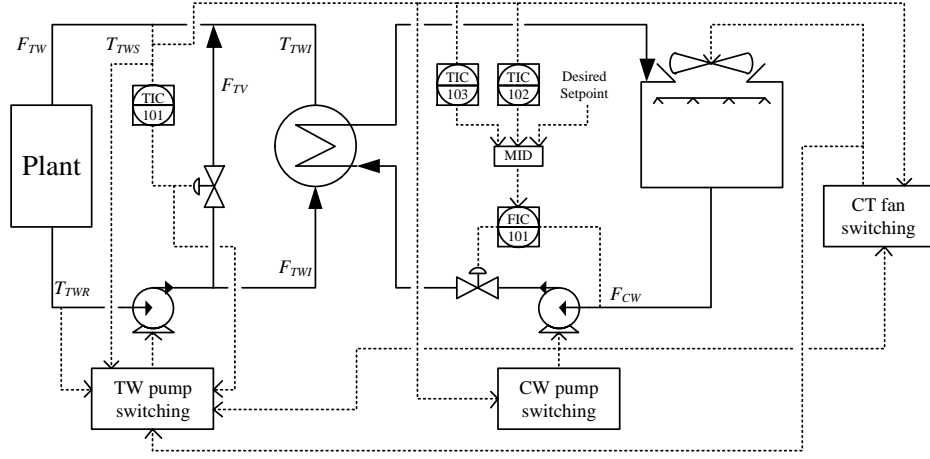 F_TW
T_TWS
T_TWI
TIC
101
F_TV
TIC
103
TIC
102
Desired
Setpoint
Plant
MID
FIC
101
CT fan
switching
T_TWR
F_TWI
F_CW
TW pump
switching
CW pump
switching